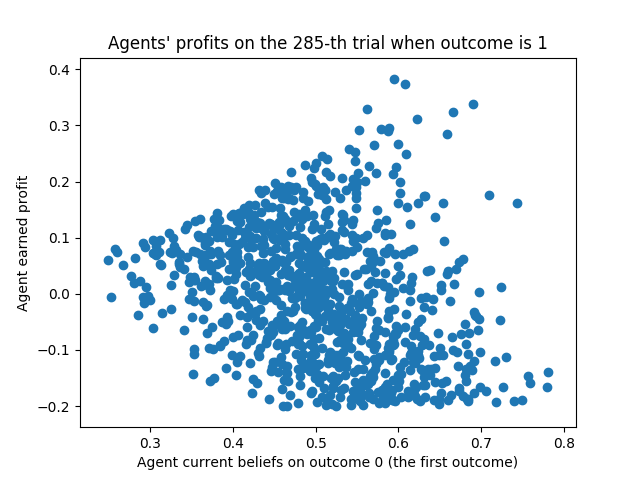 Agents' profits on the 285-th trial when outcome is 1
0.4
0.3
0.2
0.1
0.0
−0.1
−0.2
Agent earned profit
0.3 0.4 0.5 0.6 0.7 0.8
Agent current beliefs on outcome 0 (the first outcome)